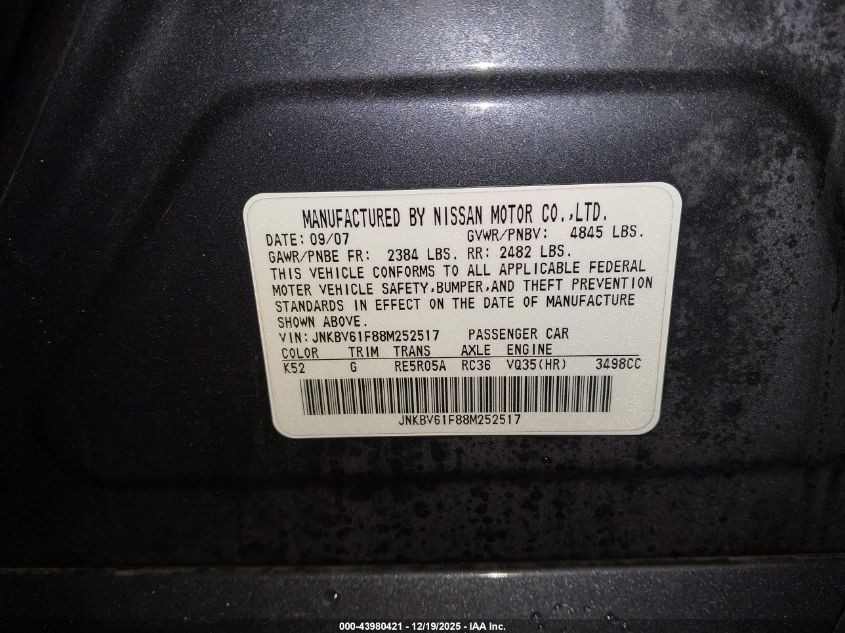 MANUFACTURED BY NISSAN MOTOR CO.,LTD.
DATE: 09/07 GVWR/PNBV: 4845 LBS.
GAWR/PNBE FR: 2384 LBS. RR: 2482 LBS.
THIS VEHICLE CONFORMS TO ALL APPLICABLE FEDERAL
MOTOR VEHICLE SAFETY,BUMPER,AND THEFT PREVENTION
STANDARDS IN EFFECT ON THE DATE OF MANUFACTURE
SHOWN ABOVE.
VIN: JNKBV61F88M252517 PASSENGER CAR
COLOR TRIM TRANS AXLE ENGINE
K52 G RE5R05A RC36 VQ35(HR) 3498CC
JNKBV61F88M252517
000-43980421 - 12/19/2025 - IAA Inc.